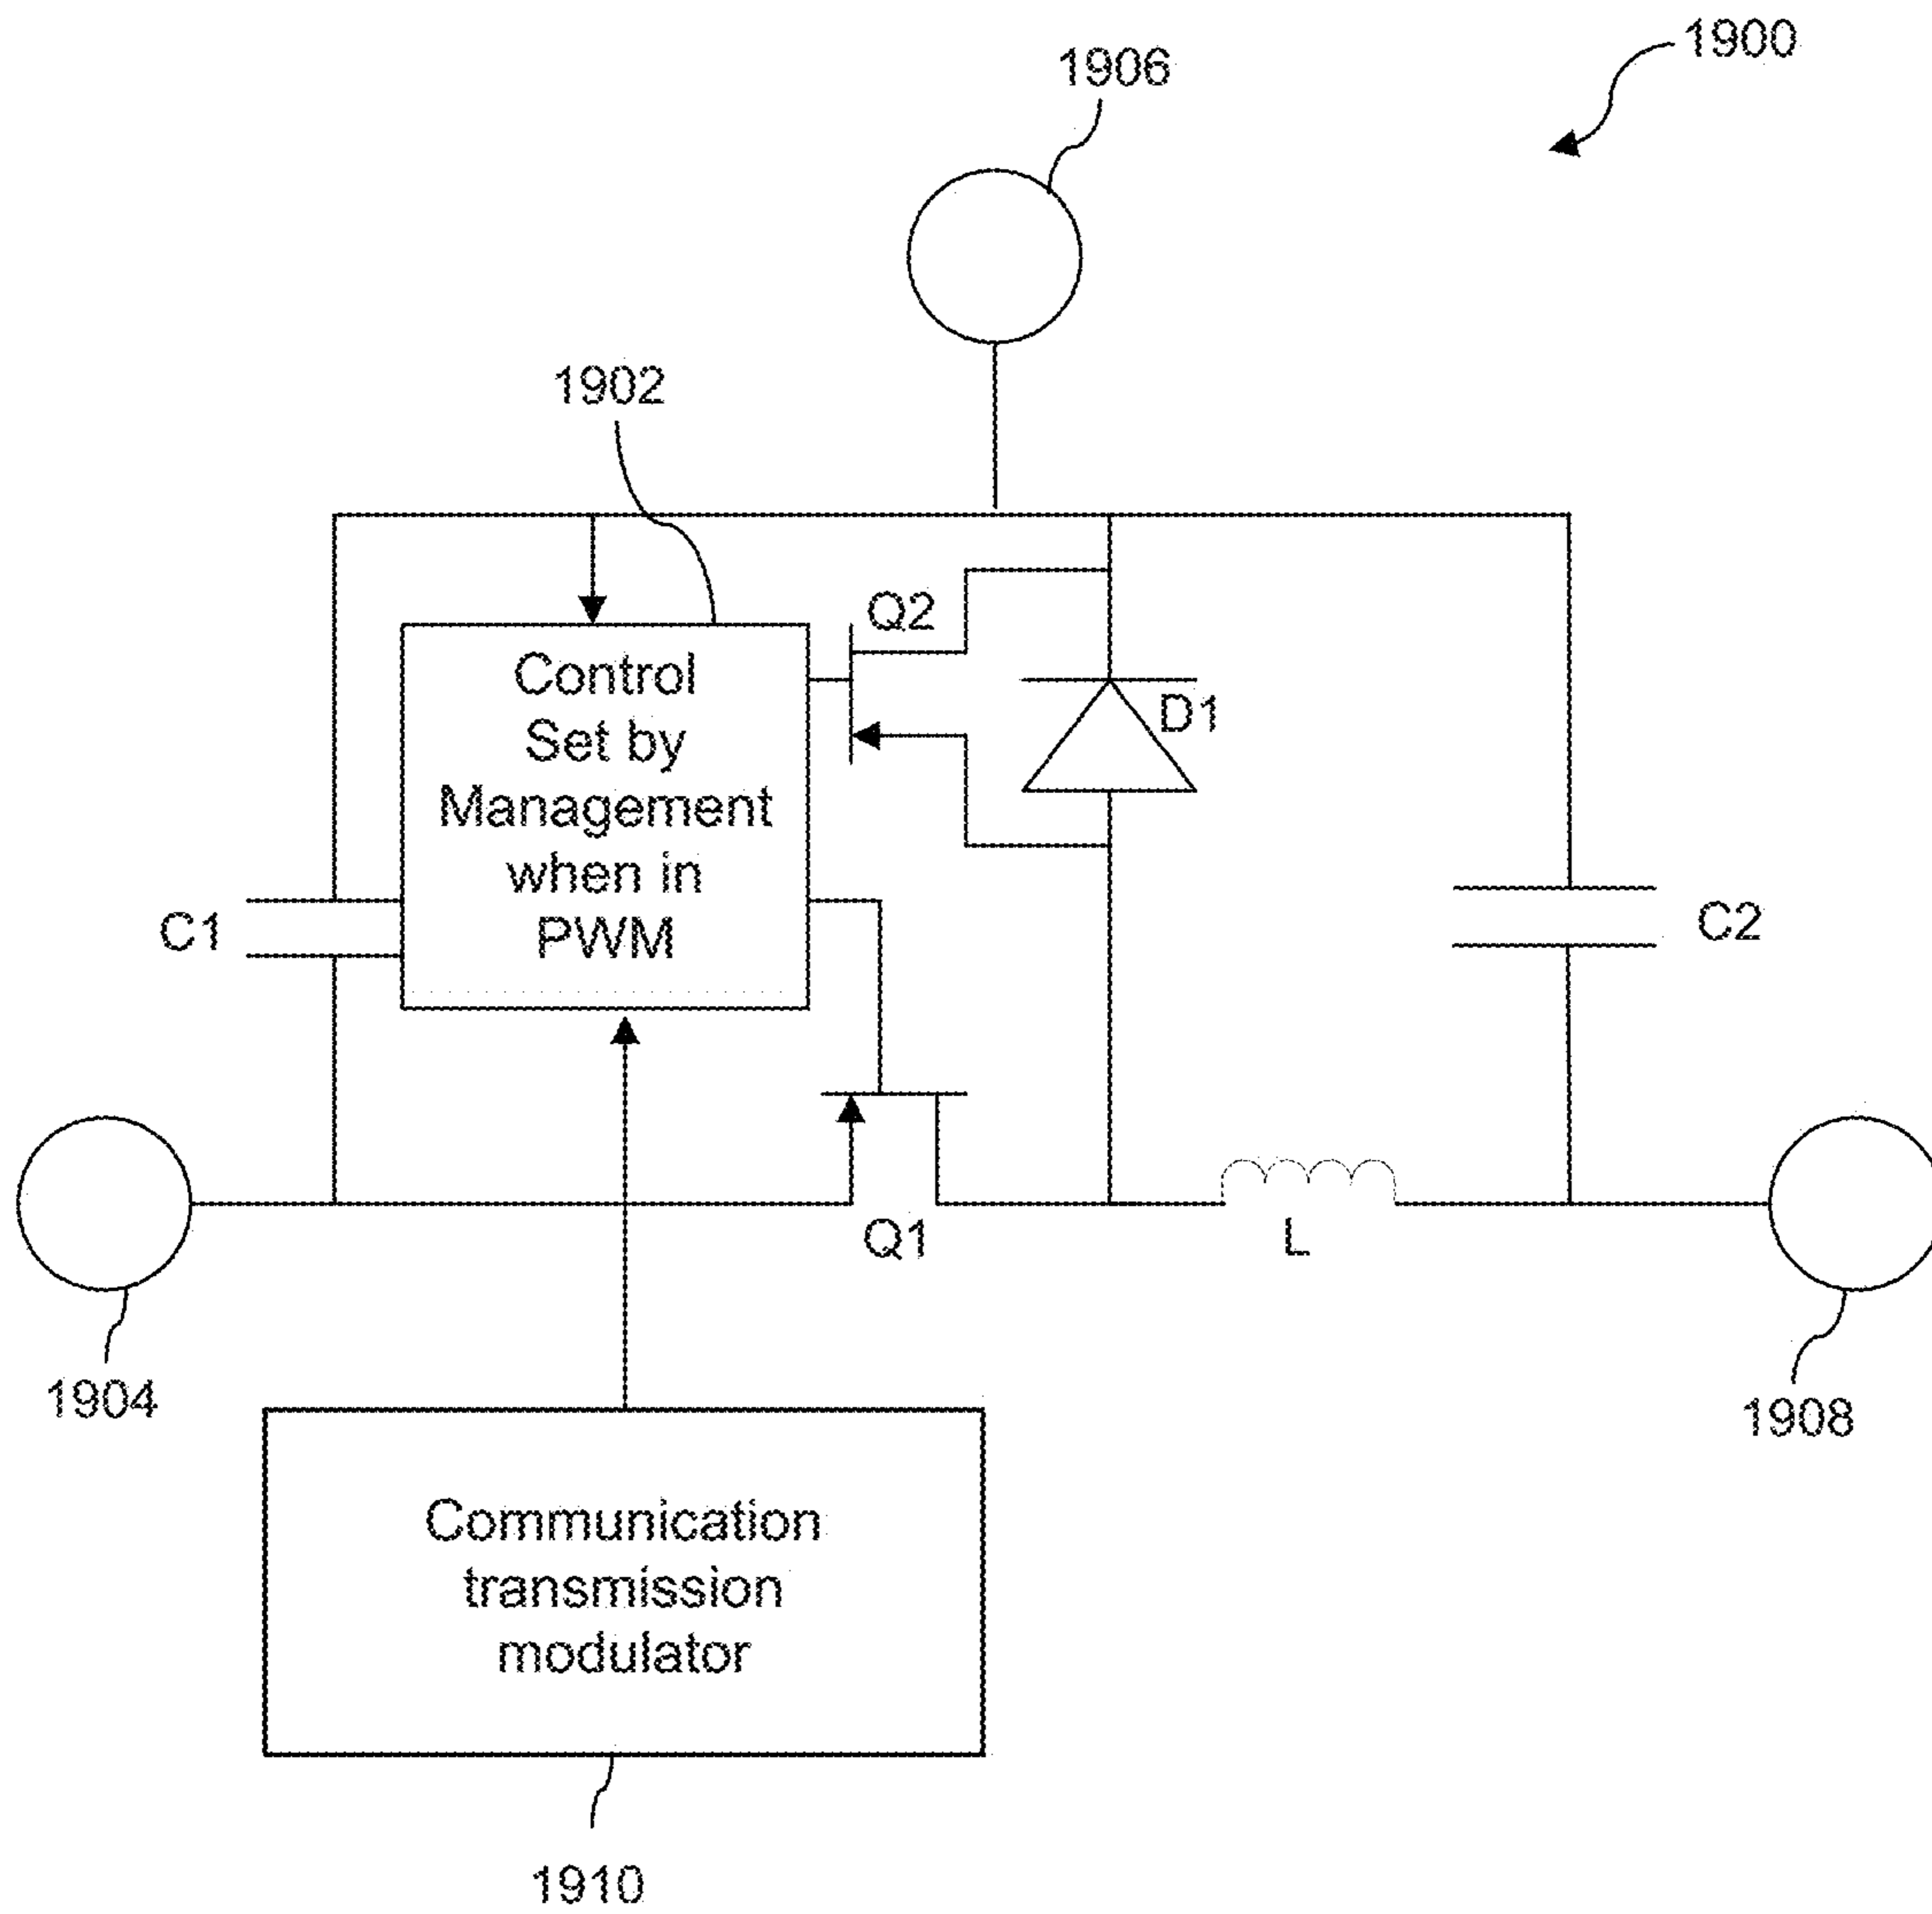 1900
1906
1902
Q2
Control
Set by
Management
when in
PWM
D1
C1
C2
Q1
L
1904
1908
Communication
transmission
modulator
1910